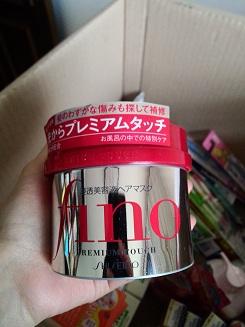 髪のわずかな傷みも探して補修
からプレミアムタッチ
お風呂の中での特別ケア
浸透美容液ヘアマスク
fino
PREMIUM TOUCH
SHISEIDO